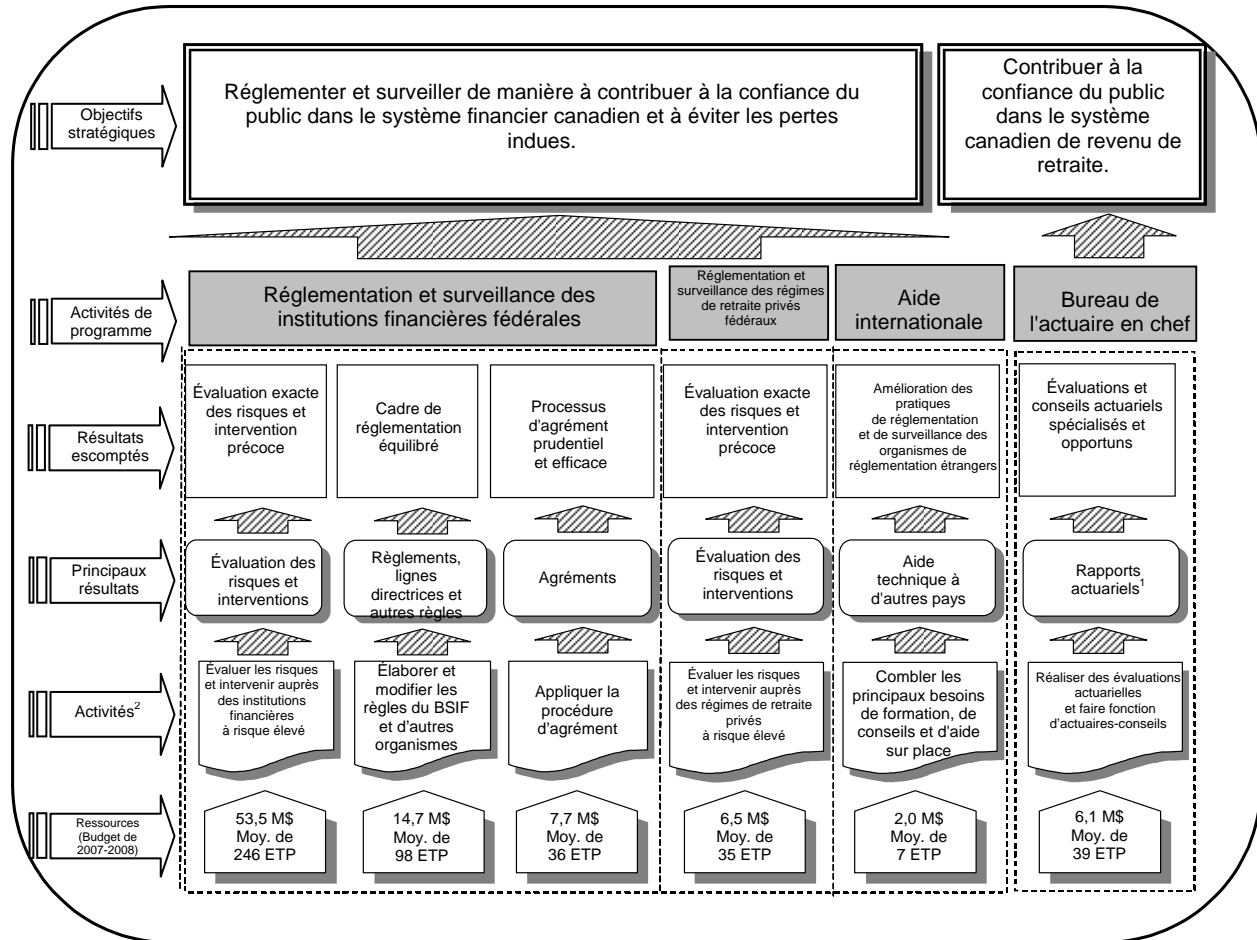 Objectifs
stratégiques
Réglementer et surveiller de manière à contribuer à la confiance du
public dans le système financier canadien et à éviter les pertes
indues.
Contribuer à la
confiance du public
dans le système
canadien de revenu de
retraite.
Activités de
programme
Réglementation et surveillance des
institutions financières fédérales
Réglementation et
surveillance des régimes
de retraite privés
fédéraux
Aide
internationale
Bureau de
l'actuaire en chef
Résultats
escomptés
Évaluation exacte
des risques et
intervention
précoce
Cadre de
réglementation
équilibré
Processus
d'agrément
prudentiel
et efficace
Évaluation exacte
des risques et
intervention
précoce
Amélioration des
pratiques
de réglementation
et de surveillance des
organismes de
réglementation étrangers
Évaluations et
conseils actuariels
spécialisés et
opportuns
Principaux
résultats
Évaluation des
risques et
interventions
Règlements,
lignes
directrices et
autres règles
Agréments
Évaluation des
risques et
interventions
Aide
technique à
d'autres pays
Rapports
actuariels¹
Activités²
Évaluer les risques
et intervenir auprès
des institutions
financières
à risque élevé
Élaborer et
modifier les
règles du BSIF
et d'autres
organismes
Appliquer la
procédure
d'agrément
Évaluer les risques
et intervenir auprès
des régimes de retraite
privés
à risque élevé
Combler les
principaux besoins
de formation, de
conseils et d'aide
sur place
Réaliser des évaluations
actuarielles
et faire fonction
d'actuaires-conseils
Ressources
(Budget de
2007-2008)
53,5 M$
Moy. de
246 ETP
14,7 M$
Moy. de
98 ETP
7,7 M$
Moy. de
36 ETP
6,5 M$
Moy. de
35 ETP
2,0 M$
Moy. de
7 ETP
6,1 M$
Moy. de
39 ETP